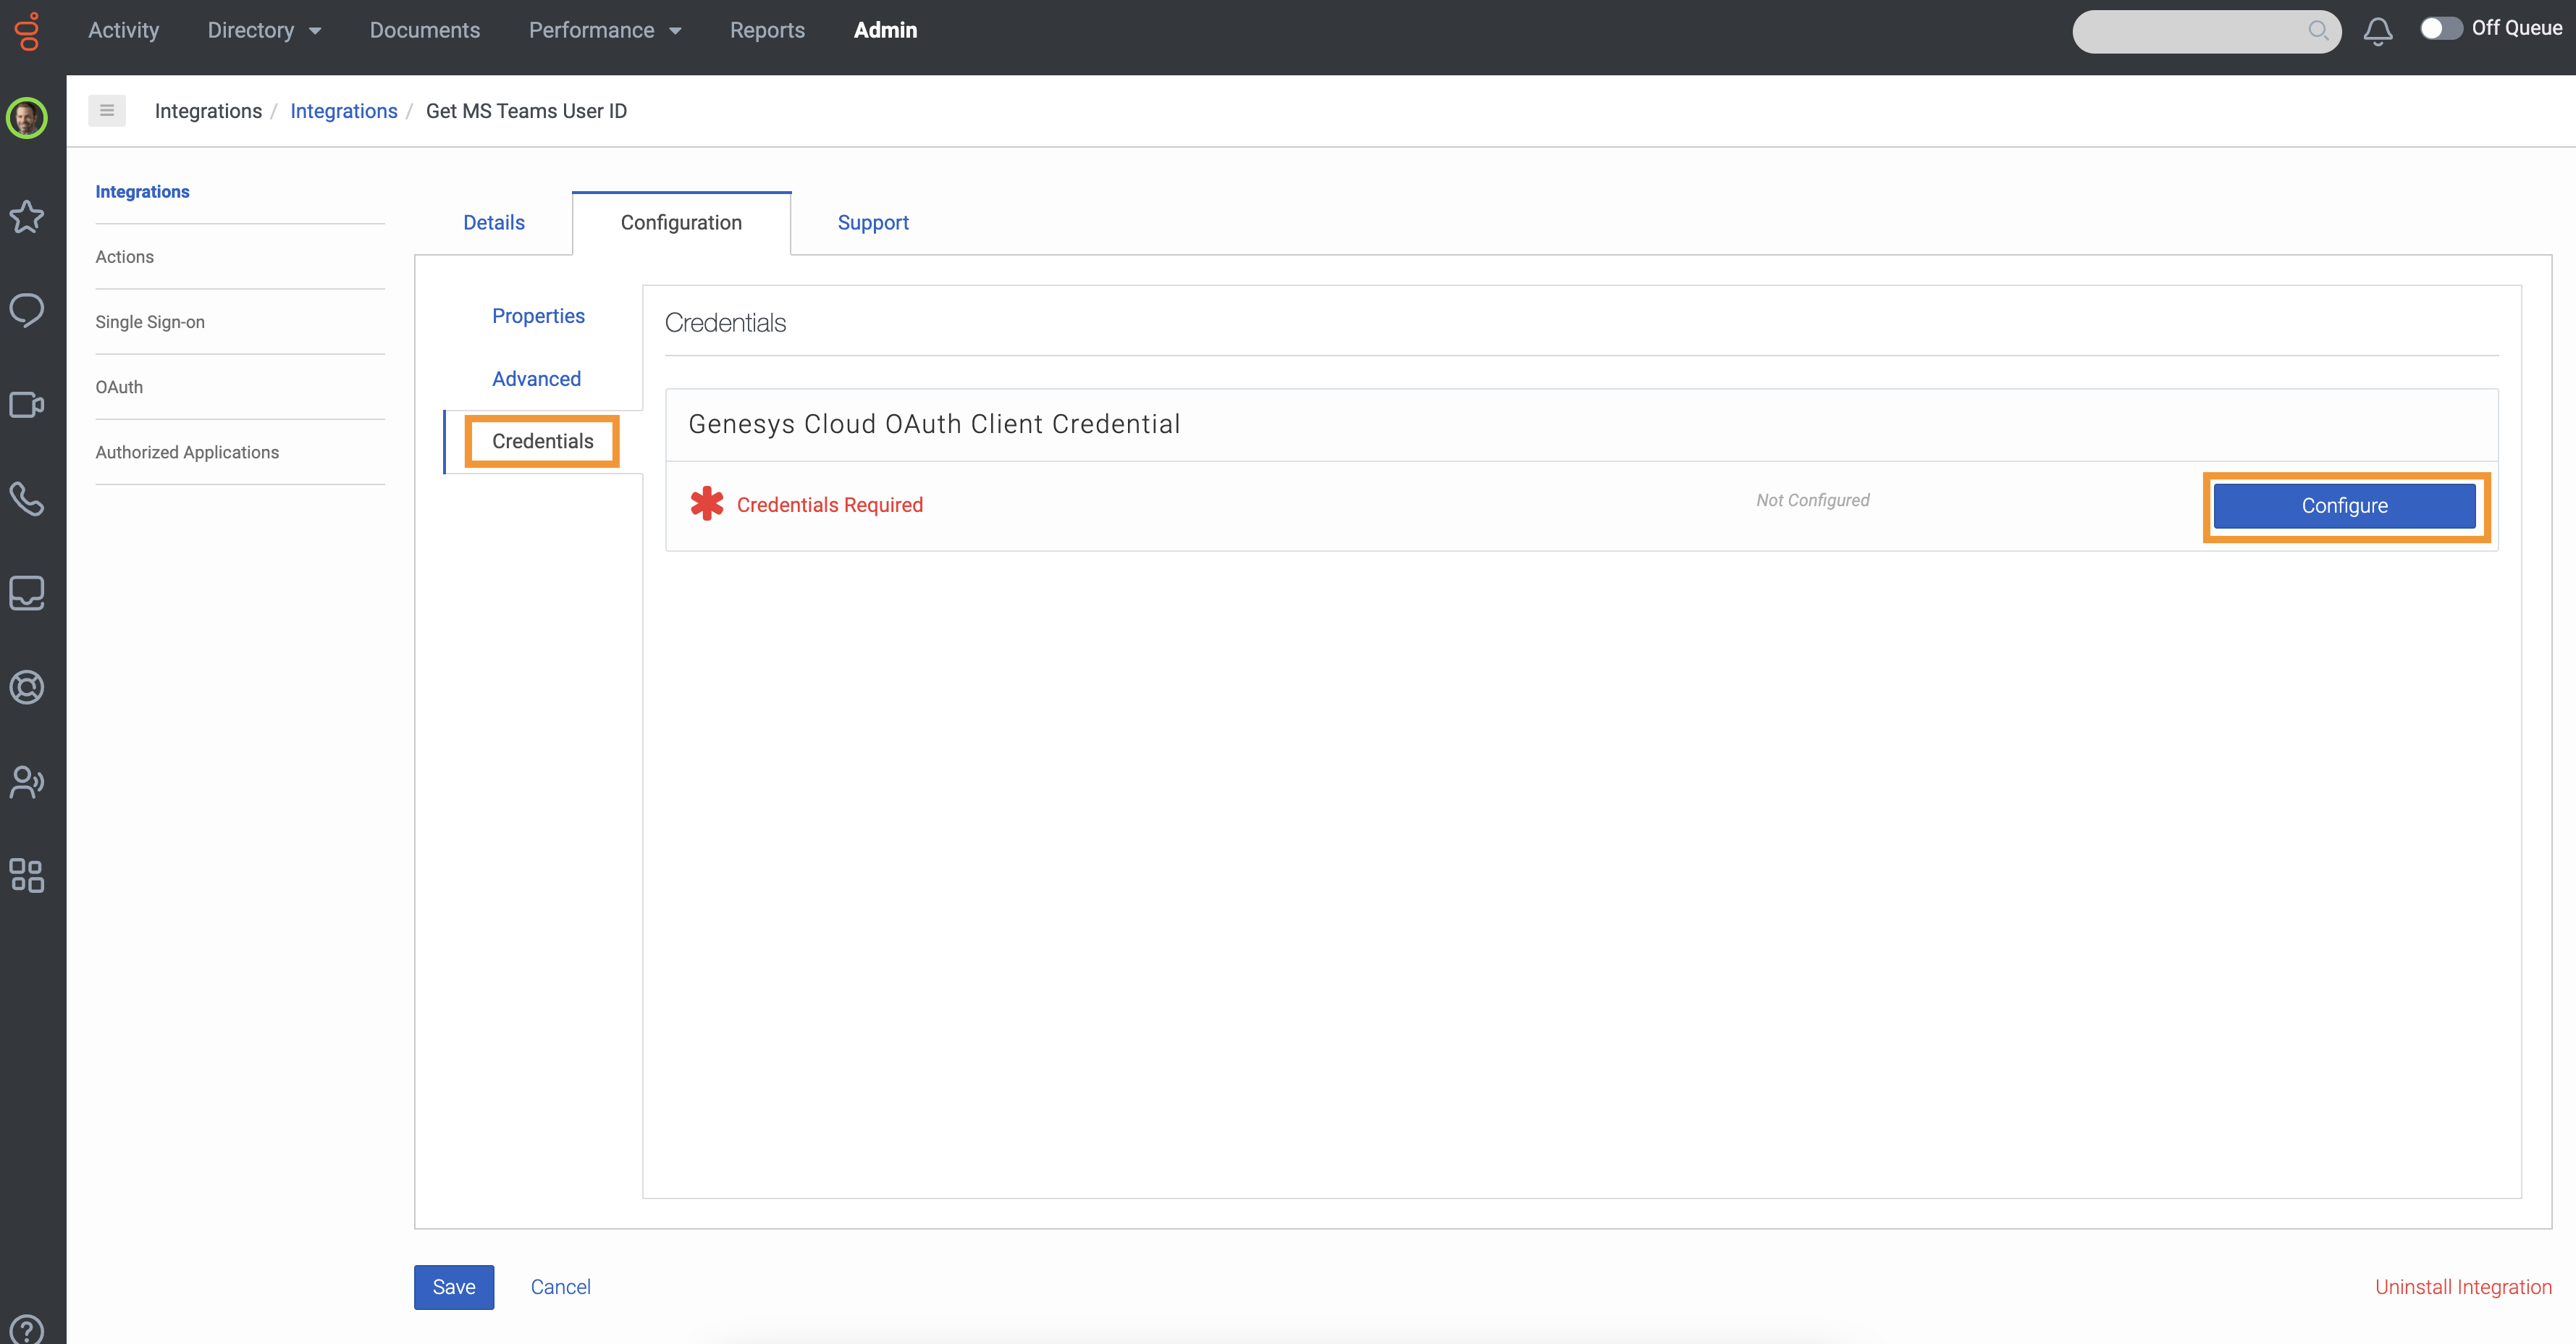 Activity Directory Documents Performance Reports Admin Off Queue
Integrations / Integrations / Get MS Teams User ID
Integrations
Actions
Single Sign-on
OAuth
Authorized Applications
Details Configuration Support
Properties
Advanced
Credentials
Credentials
Genesys Cloud OAuth Client Credential
Credentials Required Not Configured Configure
Save Cancel Uninstall Integration